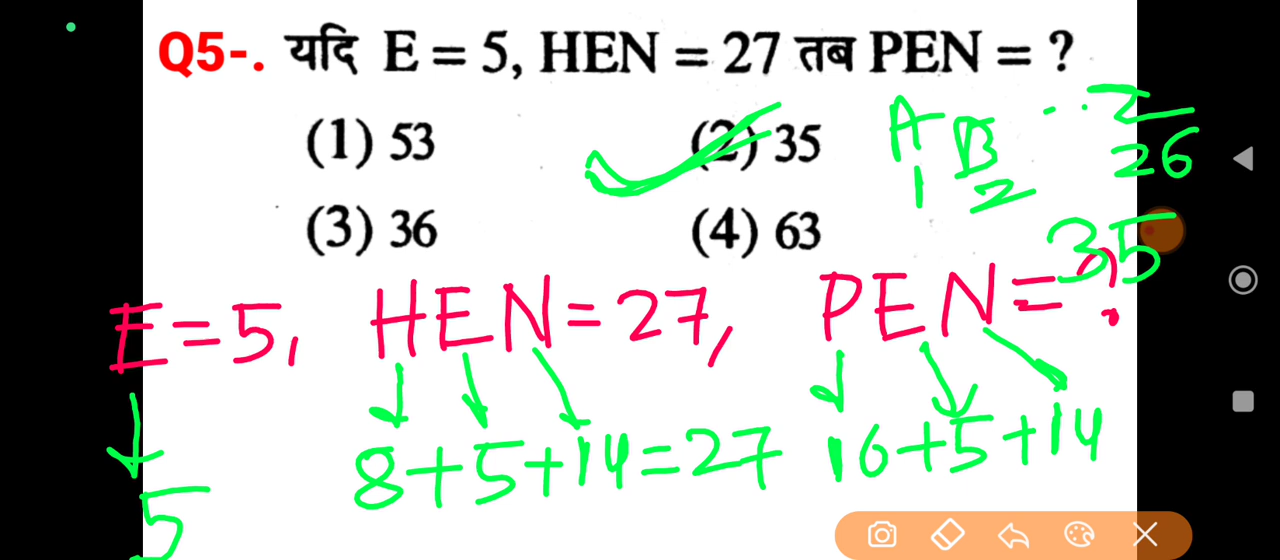 Q5-. यदि E = 5, HEN = 27 तब PEN = ?
(1) 53 (2) 35
(3) 36 (4) 63
A B .. Z
1 2 26
35
E = 5, HEN = 27, PEN = ?
8+5+14=27 16+5+14
5